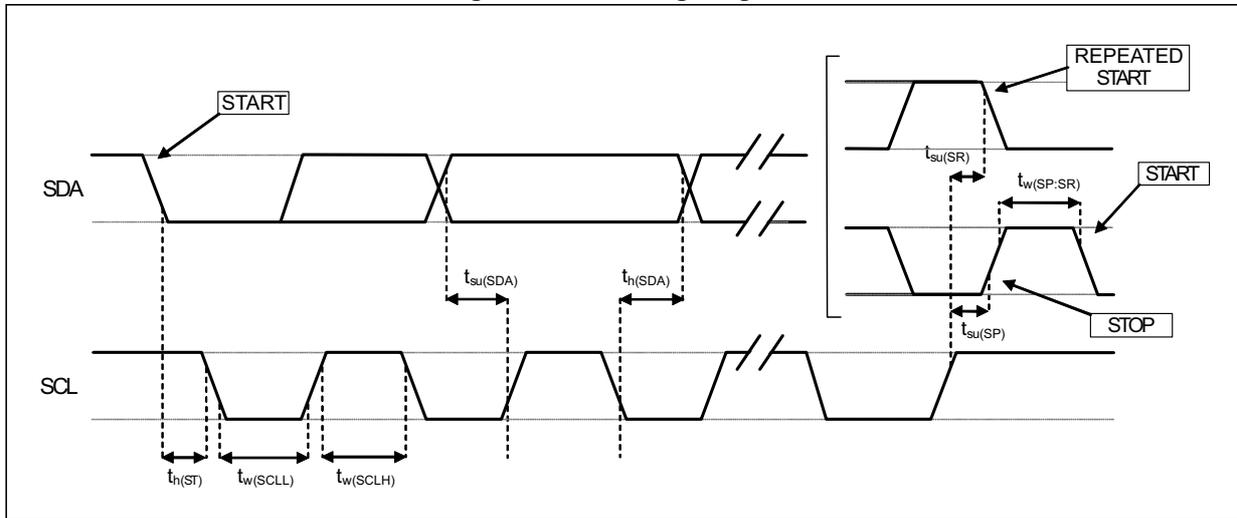 REPEATED
START
START
tsu(SR)
tw(SP:SR)
START
SDA
tsu(SDA)
th(SDA)
tsu(SP)
STOP
SCL
th(ST)
tw(SCLL)
tw(SCLH)